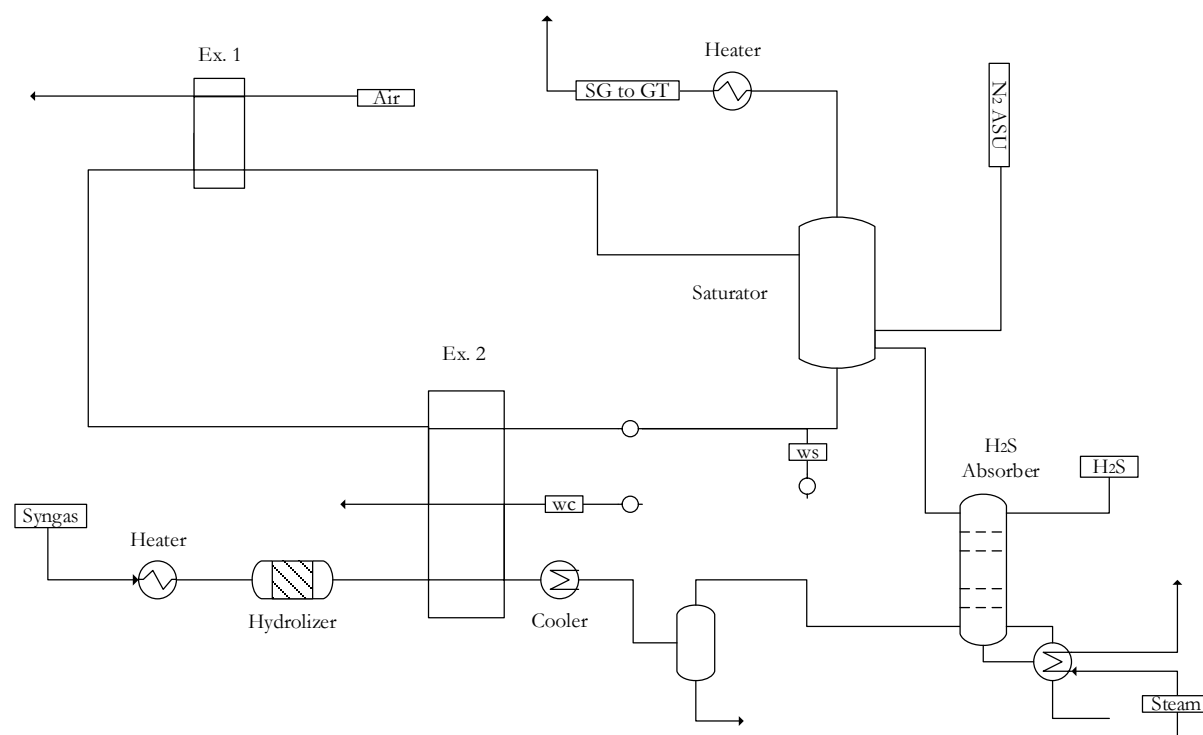 Ex. 1
Heater
SG to GT
Air
N2 ASU
Saturator
Ex. 2
ws
H2S
Absorber
H2S
Syngas
wc
Heater
Hydrolizer
Cooler
Steam